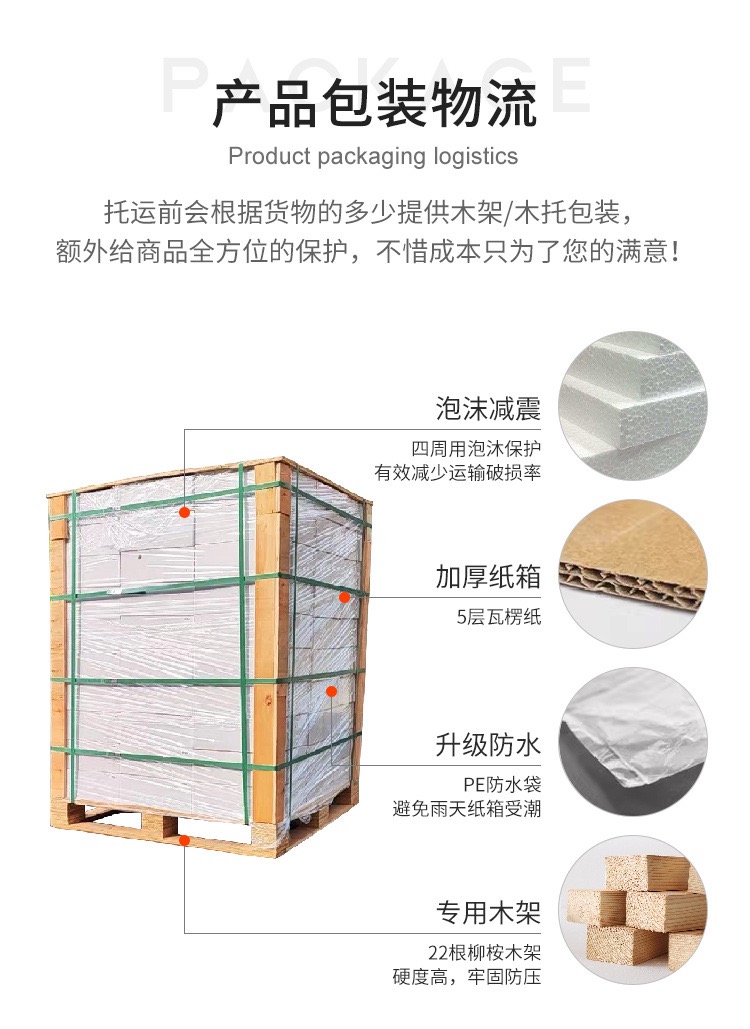 PACKAGE
产品包装物流
Product packaging logistics
托运前会根据货物的多少提供木架/木托包装，
额外给商品全方位的保护，不惜成本只为了您的满意！
泡沫减震
四周用泡沐保护
有效减少运输破损率
加厚纸箱
5层瓦楞纸
升级防水
PE防水袋
避免雨天纸箱受潮
专用木架
22根柳桉木架
硬度高，牢固防压